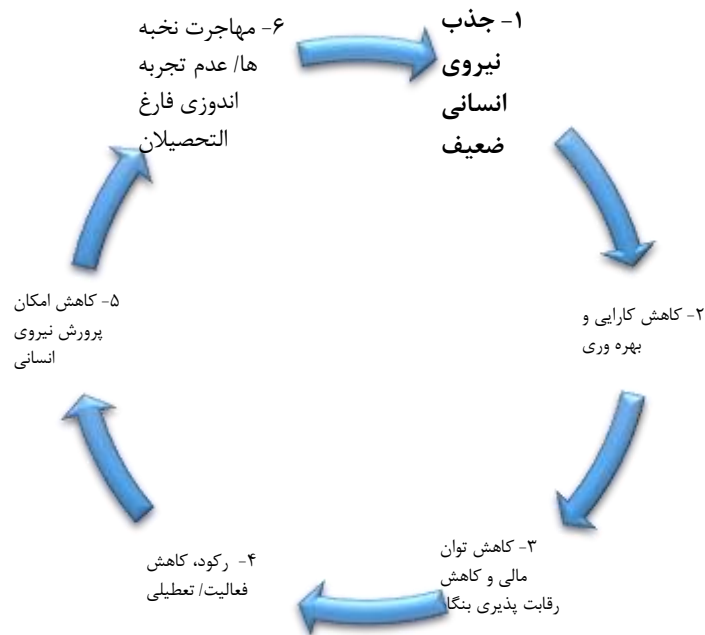 ۱- جذب
نیروی
انسانی
ضعیف
۲- کاهش کارایی و
بهره وری
۳- کاهش توان
مالی و کاهش
رقابت پذیری بنگا
۴- رکود، کاهش
فعالیت/ تعطیلی
۵- کاهش امکان
پرورش نیروی
انسانی
۶- مهاجرت نخبه
ها/ عدم تجربه
اندوزی فارغ
التحصیلان